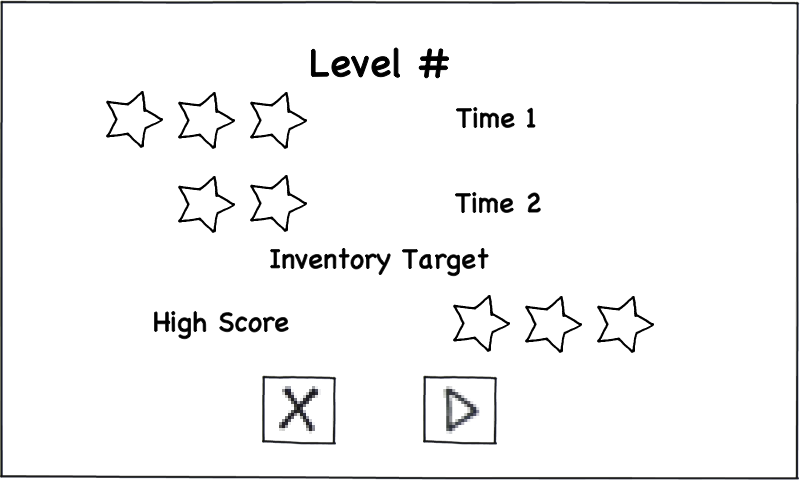 Level #
Time 1
Time 2
Inventory Target
High Score
X